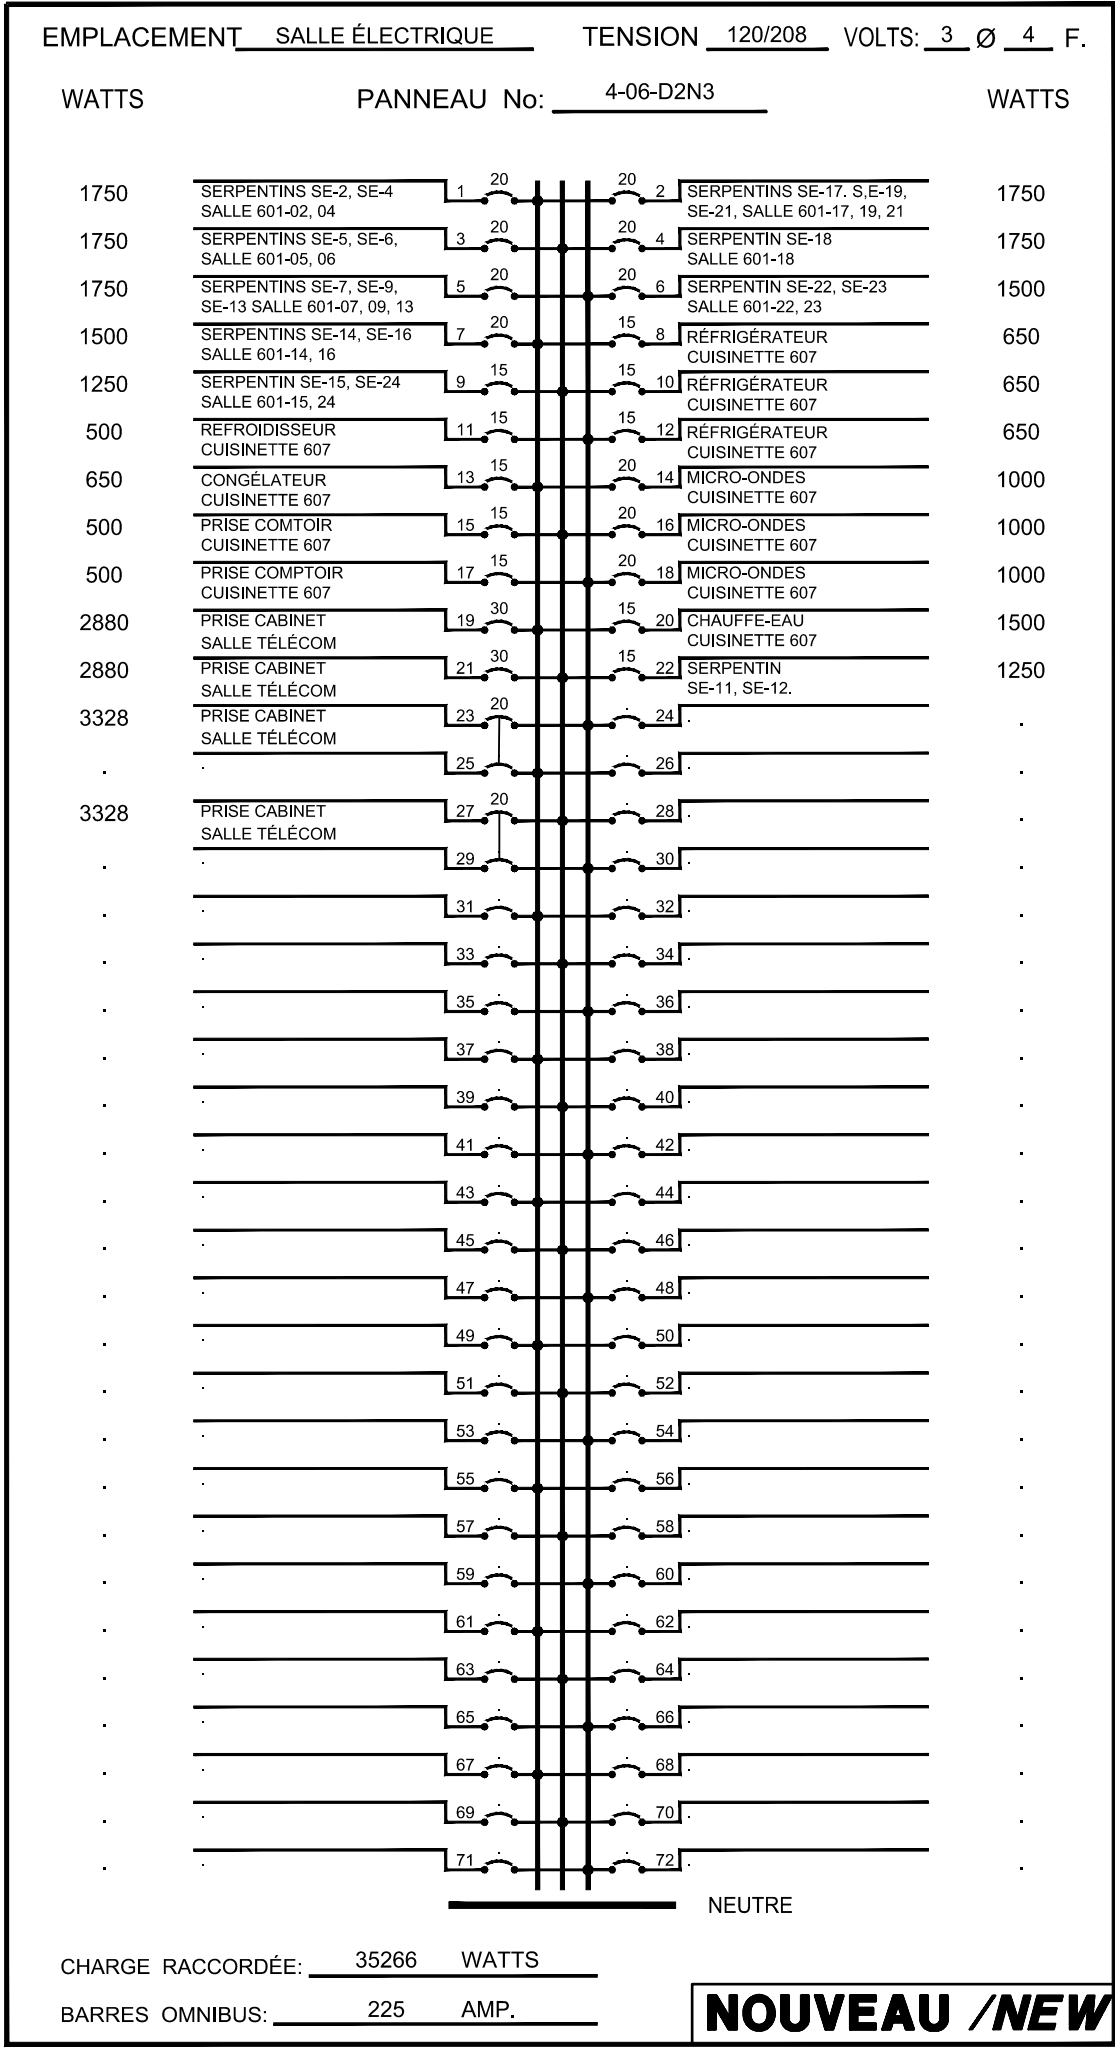 EMPLACEMENT SALLE ÉLECTRIQUE TENSION 120/208 VOLTS: 3 Ø 4 F.
WATTS PANNEAU No: 4-06-D2N3 WATTS
20 20
1750 SERPENTINS SE-2, SE-4 1 2 SERPENTINS SE-17. S,E-19, 1750
SALLE 601-02, 04 SE-21, SALLE 601-17, 19, 21
20 20
1750 SERPENTINS SE-5, SE-6, 3 4 SERPENTIN SE-18 1750
SALLE 601-05, 06 SALLE 601-18
20 20
1750 SERPENTINS SE-7, SE-9, 5 6 SERPENTIN SE-22, SE-23 1500
SE-13 SALLE 601-07, 09, 13 SALLE 601-22, 23
20 15
1500 SERPENTINS SE-14, SE-16 7 8 RÉFRIGÉRATEUR 650
SALLE 601-14, 16 CUISINETTE 607
15 15
1250 SERPENTIN SE-15, SE-24 9 10 RÉFRIGÉRATEUR 650
SALLE 601-15, 24 CUISINETTE 607
15 15
500 REFROIDISSEUR 11 12 RÉFRIGÉRATEUR 650
CUISINETTE 607 CUISINETTE 607
15 20
650 CONGÉLATEUR 13 14 MICRO-ONDES 1000
CUISINETTE 607 CUISINETTE 607
15 20
500 PRISE COMTOIR 15 16 MICRO-ONDES 1000
CUISINETTE 607 CUISINETTE 607
15 20
500 PRISE COMPTOIR 17 18 MICRO-ONDES 1000
CUISINETTE 607 CUISINETTE 607
30 15
2880 PRISE CABINET 19 20 CHAUFFE-EAU 1500
SALLE TÉLÉCOM CUISINETTE 607
30 15
2880 PRISE CABINET 21 22 SERPENTIN 1250
SALLE TÉLÉCOM SE-11, SE-12.
20
3328 PRISE CABINET 23 24
SALLE TÉLÉCOM
25 26
20
3328 PRISE CABINET 27 28
SALLE TÉLÉCOM
29 30
31 32
33 34
35 36
37 38
39 40
41 42
43 44
45 46
47 48
49 50
51 52
53 54
55 56
57 58
59 60
61 62
63 64
65 66
67 68
69 70
71 72
NEUTRE
CHARGE RACCORDÉE: 35266 WATTS
BARRES OMNIBUS: 225 AMP.
NOUVEAU /NEW